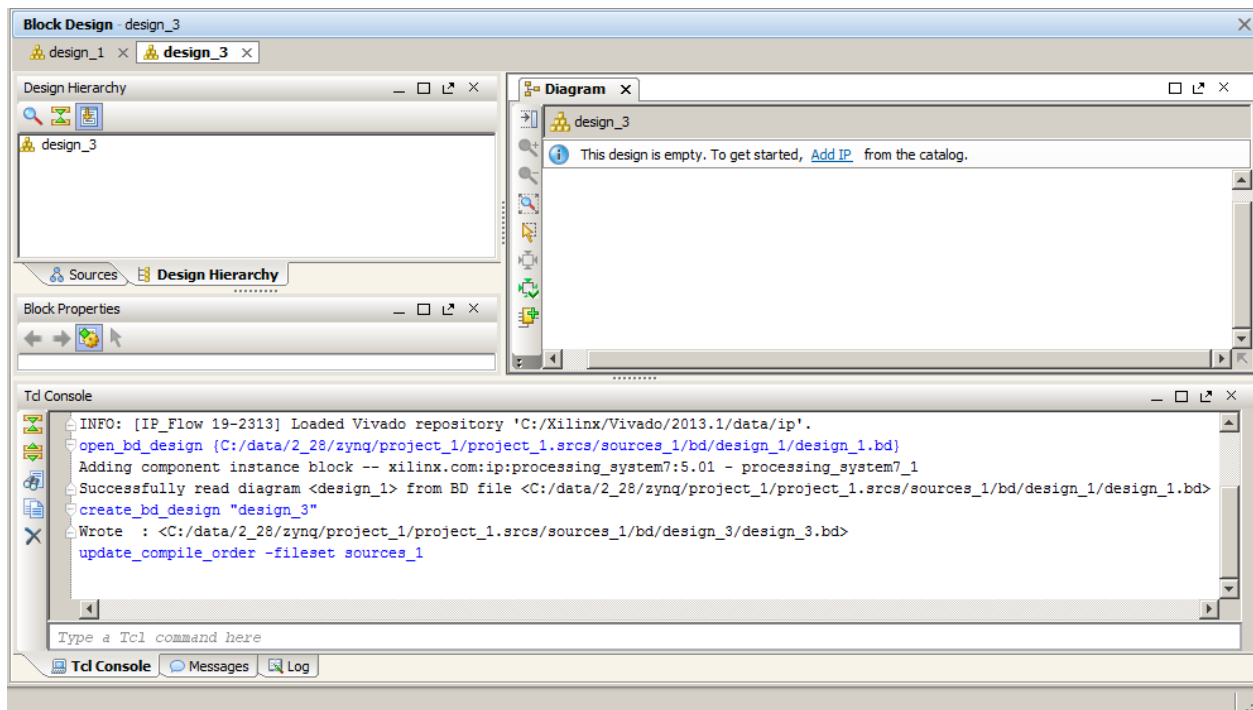 Block Design - design_3
design_1 design_3
Design Hierarchy
design_3
Sources Design Hierarchy
Block Properties
Diagram
design_3
This design is empty. To get started, Add IP from the catalog.
Tcl Console
INFO: [IP_Flow 19-2313] Loaded Vivado repository 'C:/Xilinx/Vivado/2013.1/data/ip'.
open_bd_design {C:/data/2_28/zynq/project_1/project_1.srcs/sources_1/bd/design_1/design_1.bd}
Adding component instance block -- xilinx.com:ip:processing_system7:5.01 - processing_system7_1
Successfully read diagram <design_1> from BD file <C:/data/2_28/zynq/project_1/project_1.srcs/sources_1/bd/design_1/design_1.bd>
create_bd_design "design_3"
Wrote : <C:/data/2_28/zynq/project_1/project_1.srcs/sources_1/bd/design_3/design_3.bd>
update_compile_order -fileset sources_1
Type a Tcl command here
Tcl Console Messages Log